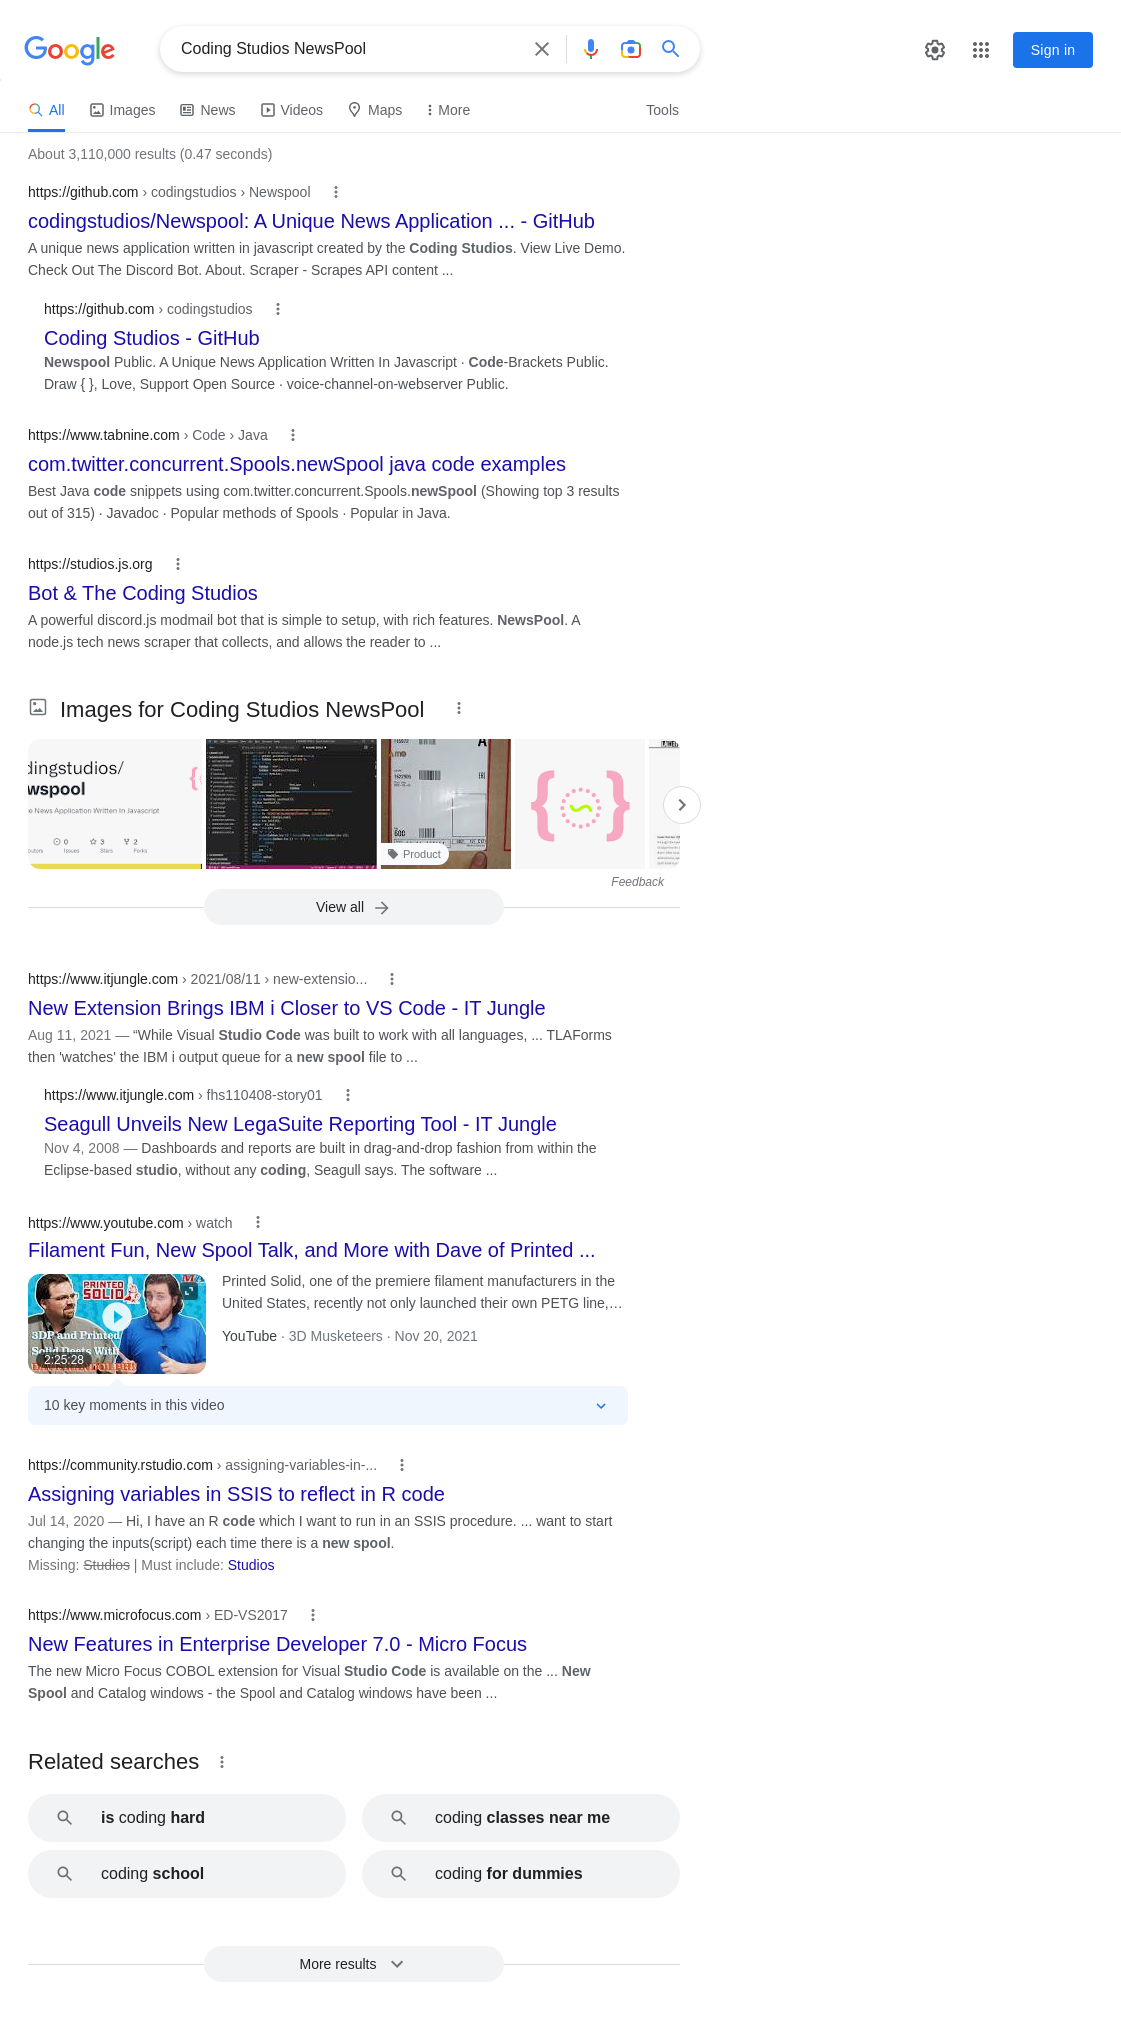 Google
Coding Studios NewsPool
Sign in
All Images News Videos Maps More Tools
About 3,110,000 results (0.47 seconds)
https://github.com › codingstudios › Newspool
codingstudios/Newspool: A Unique News Application ... - GitHub
A unique news application written in javascript created by the Coding Studios. View Live Demo.
Check Out The Discord Bot. About. Scraper - Scrapes API content ...
https://github.com › codingstudios
Coding Studios - GitHub
Newspool Public. A Unique News Application Written In Javascript · Code-Brackets Public.
Draw { }, Love, Support Open Source · voice-channel-on-webserver Public.
https://www.tabnine.com › Code › Java
com.twitter.concurrent.Spools.newSpool java code examples
Best Java code snippets using com.twitter.concurrent.Spools.newSpool (Showing top 3 results
out of 315) · Javadoc · Popular methods of Spools · Popular in Java.
https://studios.js.org
Bot & The Coding Studios
A powerful discord.js modmail bot that is simple to setup, with rich features. NewsPool. A
node.js tech news scraper that collects, and allows the reader to ...
Images for Coding Studios NewsPool
dingstudios/
wspool
e News Application Written In Javascript
0 3 2
Issues Stars Forks
Product
Feedback
View all
https://www.itjungle.com › 2021/08/11 › new-extensio...
New Extension Brings IBM i Closer to VS Code - IT Jungle
Aug 11, 2021 — “While Visual Studio Code was built to work with all languages, ... TLAForms
then 'watches' the IBM i output queue for a new spool file to ...
https://www.itjungle.com › fhs110408-story01
Seagull Unveils New LegaSuite Reporting Tool - IT Jungle
Nov 4, 2008 — Dashboards and reports are built in drag-and-drop fashion from within the
Eclipse-based studio, without any coding, Seagull says. The software ...
https://www.youtube.com › watch
Filament Fun, New Spool Talk, and More with Dave of Printed ...
PRINTED
SOLID
3DP and Printed
Solid Deets With
2:25:28
Printed Solid, one of the premiere filament manufacturers in the
United States, recently not only launched their own PETG line,…
YouTube · 3D Musketeers · Nov 20, 2021
10 key moments in this video
https://community.rstudio.com › assigning-variables-in-...
Assigning variables in SSIS to reflect in R code
Jul 14, 2020 — Hi, I have an R code which I want to run in an SSIS procedure. ... want to start
changing the inputs(script) each time there is a new spool.
Missing: Studios | Must include: Studios
https://www.microfocus.com › ED-VS2017
New Features in Enterprise Developer 7.0 - Micro Focus
The new Micro Focus COBOL extension for Visual Studio Code is available on the ... New
Spool and Catalog windows - the Spool and Catalog windows have been ...
Related searches
is coding hard
coding classes near me
coding school
coding for dummies
More results